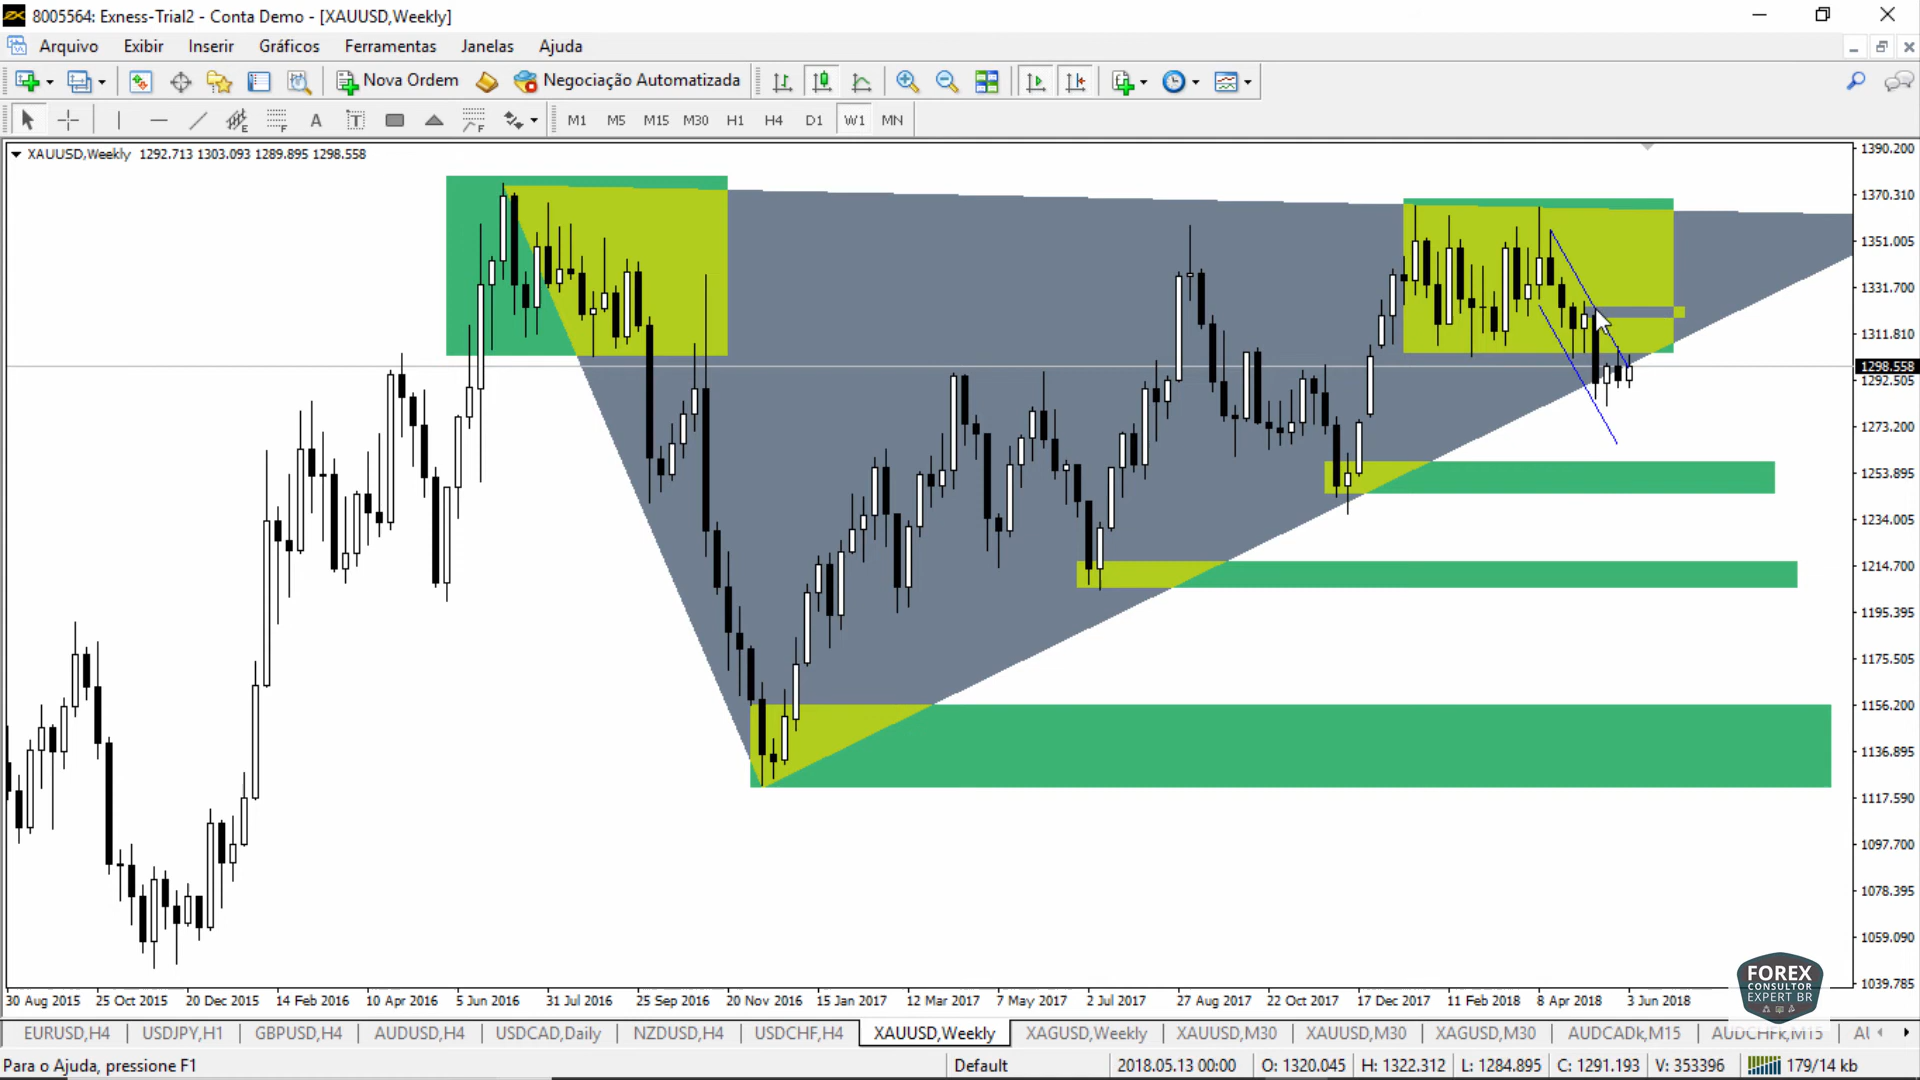 8005564: Exness-Trial2 - Conta Demo - [XAUUSD,Weekly]
Arquivo Exibir Inserir Gráficos Ferramentas Janelas Ajuda
Nova Ordem Negociação Automatizada
M1 M5 M15 M30 H1 H4 D1 W1 MN
XAUUSD,Weekly 1292.713 1303.093 1289.895 1298.558
1390.200
1370.310
1351.005
1331.700
1311.810
1298.558
1292.505
1273.200
1253.895
1234.005
1214.700
1195.395
1175.505
1156.200
1136.895
1117.590
1097.700
1078.395
1059.090
1039.785
FOREX
CONSULTOR
EXPERT BR
30 Aug 2015 25 Oct 2015 20 Dec 2015 14 Feb 2016 10 Apr 2016 5 Jun 2016 31 Jul 2016 25 Sep 2016 20 Nov 2016 15 Jan 2017 12 Mar 2017 7 May 2017 2 Jul 2017 27 Aug 2017 22 Oct 2017 17 Dec 2017 11 Feb 2018 8 Apr 2018 3 Jun 2018
EURUSD,H4 USDJPY,H1 GBPUSD,H4 AUDUSD,H4 USDCAD,Daily NZDUSD,H4 USDCHF,H4 XAUUSD,Weekly XAGUSD,Weekly XAUUSD,M30 XAUUSD,M30 XAGUSD,M30 AUDCADk,M15 AUDCHFk,M15
Para o Ajuda, pressione F1 Default 2018.05.13 00:00 O: 1320.045 H: 1322.312 L: 1284.895 C: 1291.193 V: 353396 179/14 kb